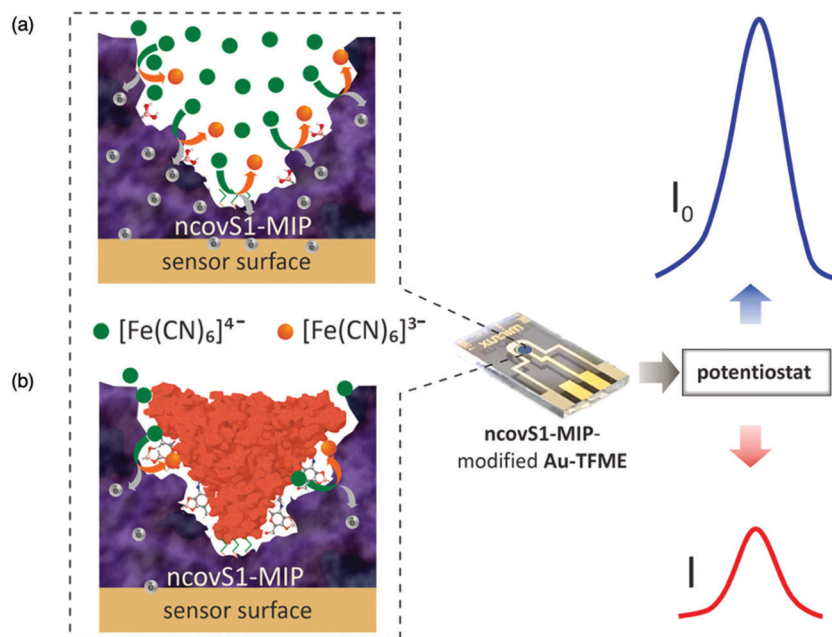 (a)
ncovS1-MIP
sensor surface
[Fe(CN)₆]⁴⁻
[Fe(CN)₆]³⁻
(b)
ncovS1-MIP
sensor surface
ncovS1-MIP-
modified Au-TFME
potentiostat
I₀
I